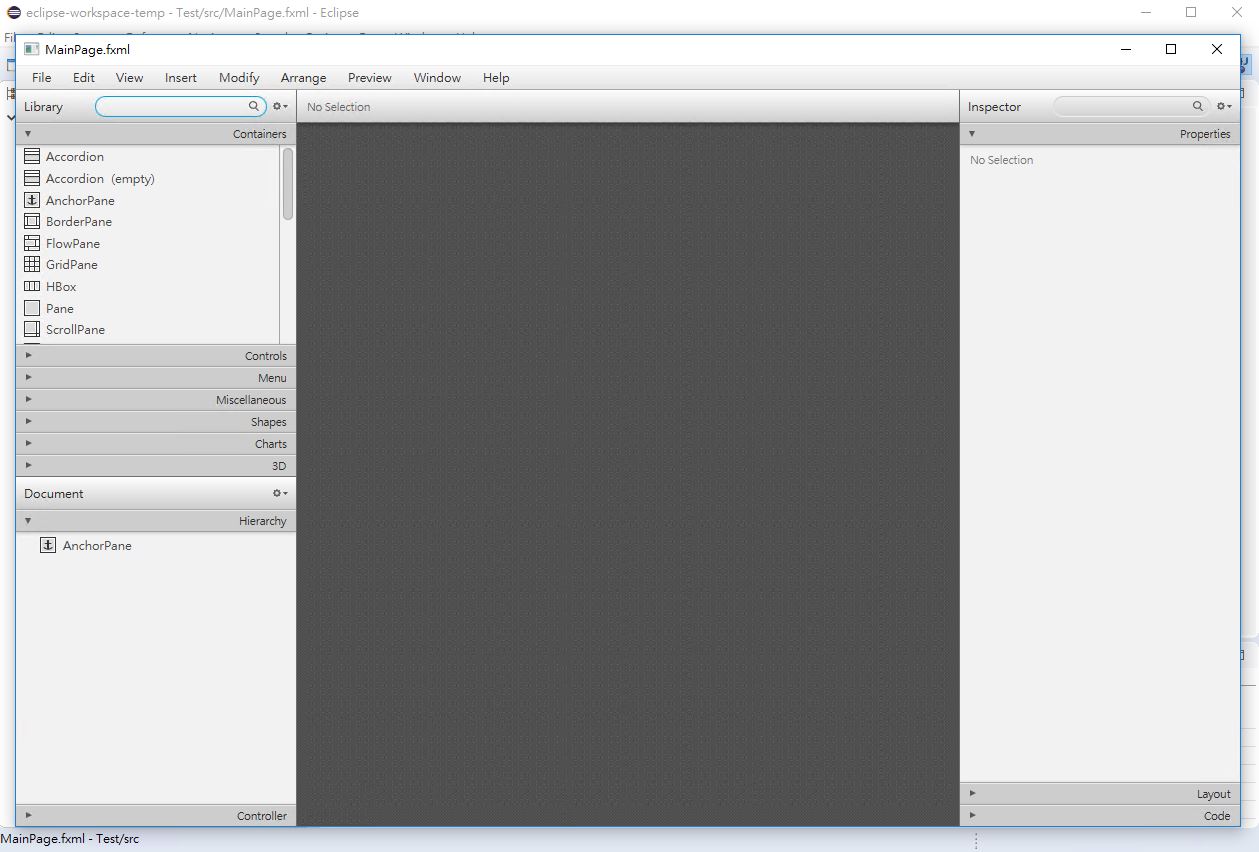 eclipse-workspace-temp - Test/src/MainPage.fxml - Eclipse
MainPage.fxml
File Edit View Insert Modify Arrange Preview Window Help
Library
No Selection
Inspector
Containers
Properties
Accordion
No Selection
Accordion (empty)
AnchorPane
BorderPane
FlowPane
GridPane
HBox
Pane
ScrollPane
Controls
Menu
Miscellaneous
Shapes
Charts
3D
Document
Hierarchy
AnchorPane
Layout
Controller
Code
MainPage.fxml - Test/src